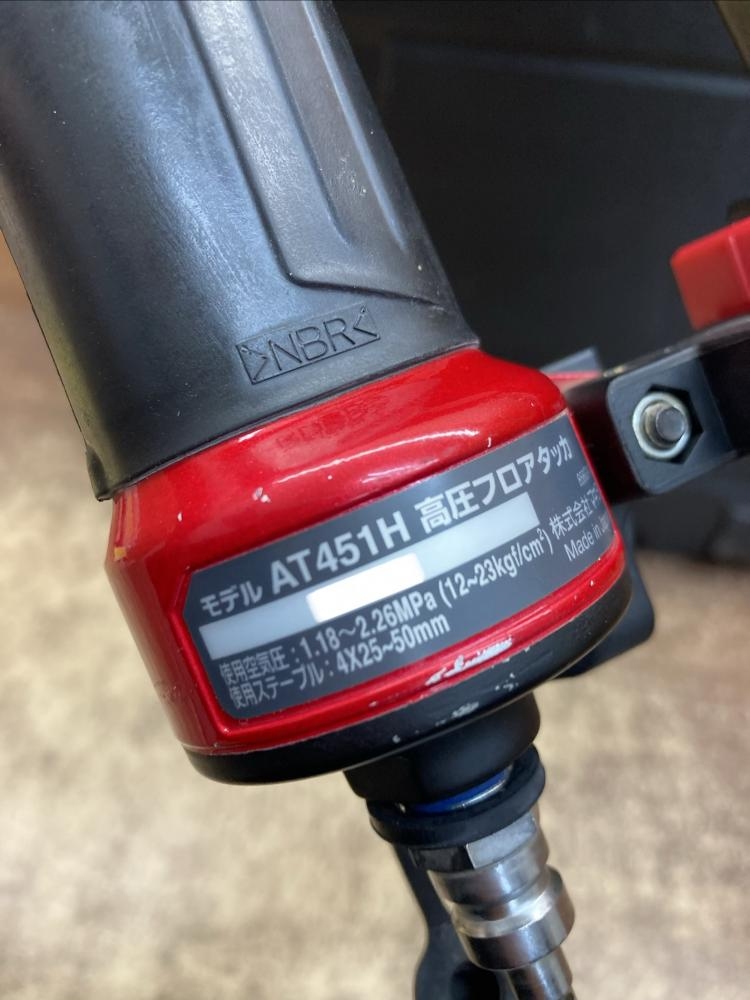 >NBR<
モデル AT451H 高圧フロアタッカ
使用空気圧 : 1.18～2.26MPa (12~23kgf/cm²) 株式会社
使用ステープル : 4X25~50mm
Made in